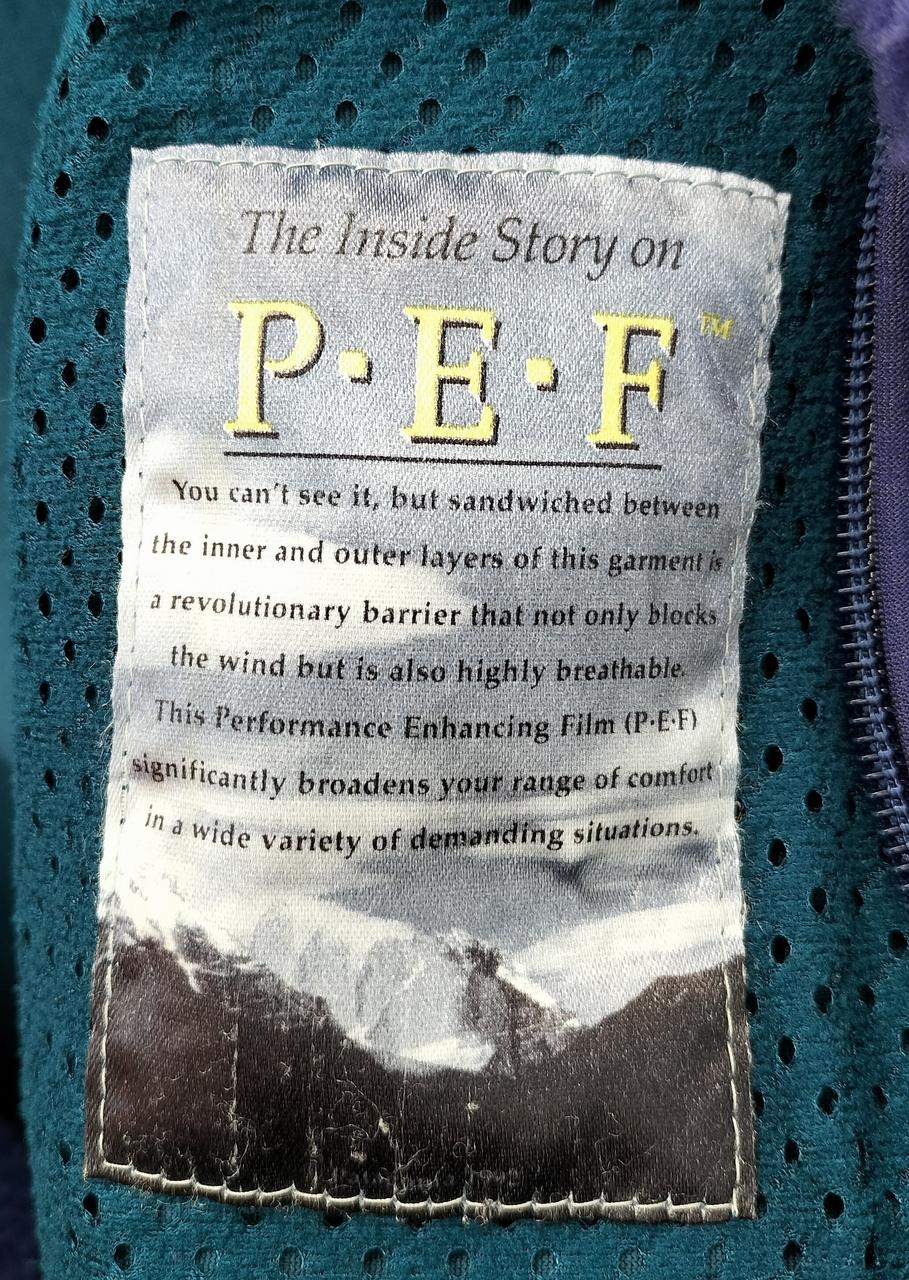 The Inside Story on
P·E·F™
You can't see it, but sandwiched between
the inner and outer layers of this garment is
a revolutionary barrier that not only blocks
the wind but is also highly breathable.
This Performance Enhancing Film (P·E·F)
significantly broadens your range of comfort
in a wide variety of demanding situations.